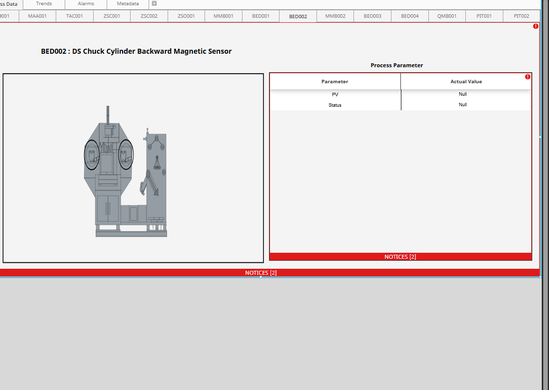 ss Data Trends Alarms Metadata
MAA001 TAC001 ZSC001 ZSC002 ZSO001 MMB001 BED001 BED002 MMB002 BED003 BED004 QMB001 PIT001 PIT002
BED002 : DS Chuck Cylinder Backward Magnetic Sensor
Process Parameter
Parameter Actual Value
PV Null
Status Null
NOTICES [2]
NOTICES [2]